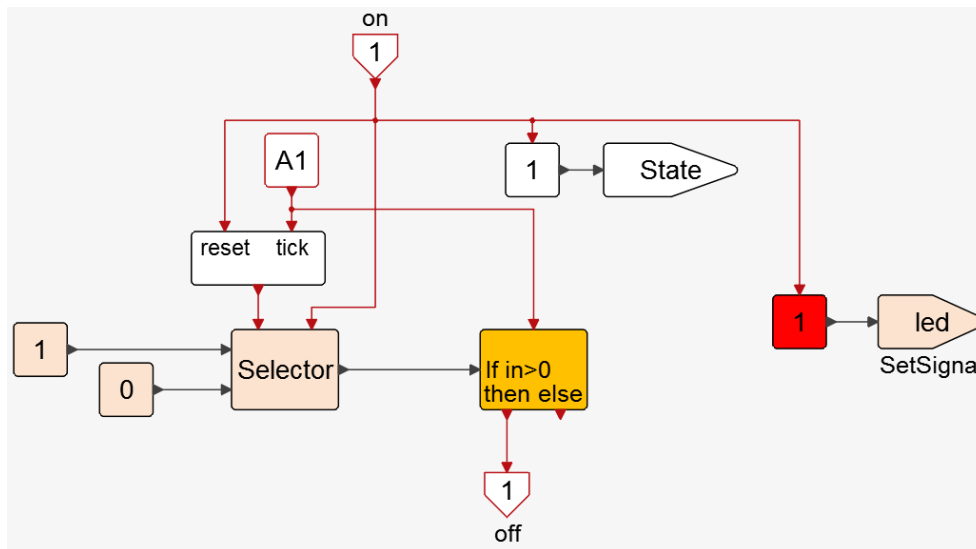 on
1
A1
1
State
reset tick
1
led
1
Selector
If in>0
then else
SetSigna
0
1
off